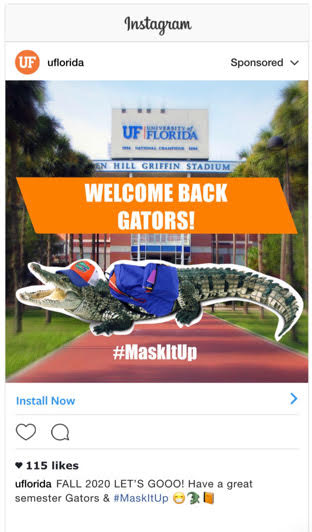 Instagram
UF
uflorida
Sponsored
UF UNIVERSITY of
FLORIDA
NATIONAL CHAMPIONS
EN HILL GRIFFIN STADIUM
WELCOME BACK
GATORS!
#MaskItUp
Install Now
115 likes
uflorida FALL 2020 LET'S GOOO! Have a great
semester Gators & #MaskItUp 😷🐊📙